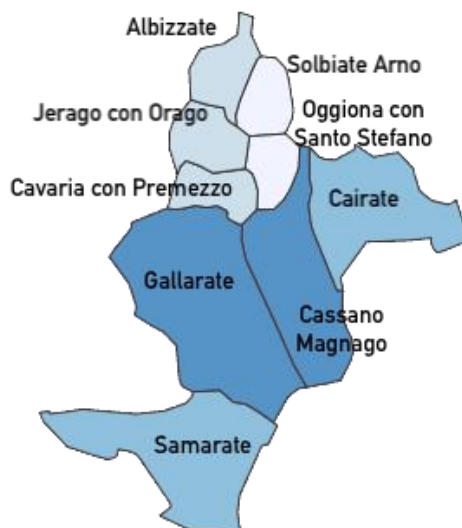 Albizzate
Solbiate Arno
Jerago con Orago
Oggiona con
Santo Stefano
Cavaria con Premezzo
Cairate
Gallarate
Cassano
Magnago
Samarate